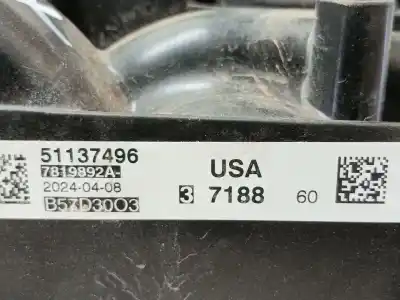 51137496
7819892A-
2024-04-08
B57D30O3
USA
3 7188 60